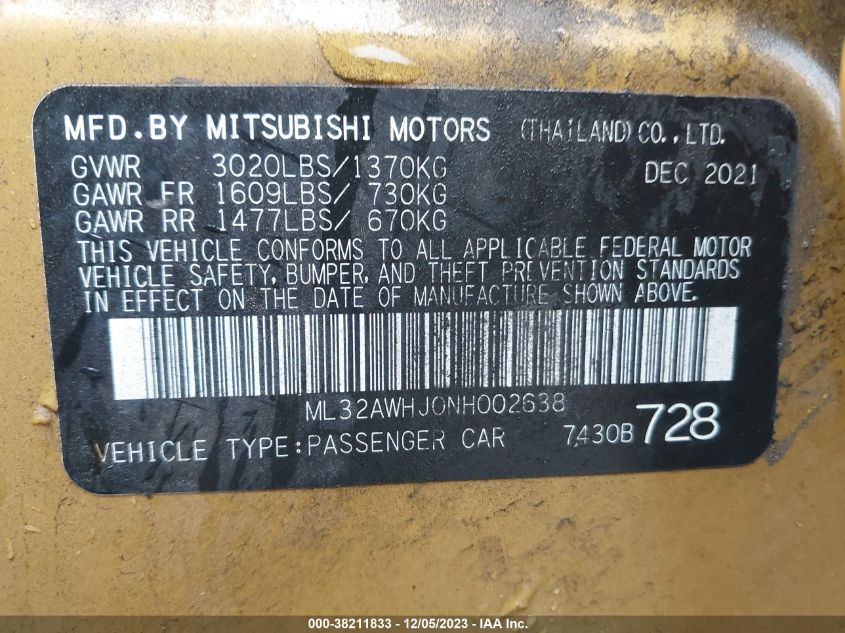 MFD.BY MITSUBISHI MOTORS (THAILAND) CO., LTD.
GVWR 3020LBS/1370KG DEC 2021
GAWR FR 1609LBS/ 730KG
GAWR RR 1477LBS/ 670KG
THIS VEHICLE CONFORMS TO ALL APPLICABLE FEDERAL MOTOR
VEHICLE SAFETY, BUMPER, AND THEFT PREVENTION STANDARDS
IN EFFECT ON THE DATE OF MANUFACTURE SHOWN ABOVE.
ML32AWHJ0NH002638
VEHICLE TYPE:PASSENGER CAR 7430B 728
000-38211833 - 12/05/2023 - IAA Inc.